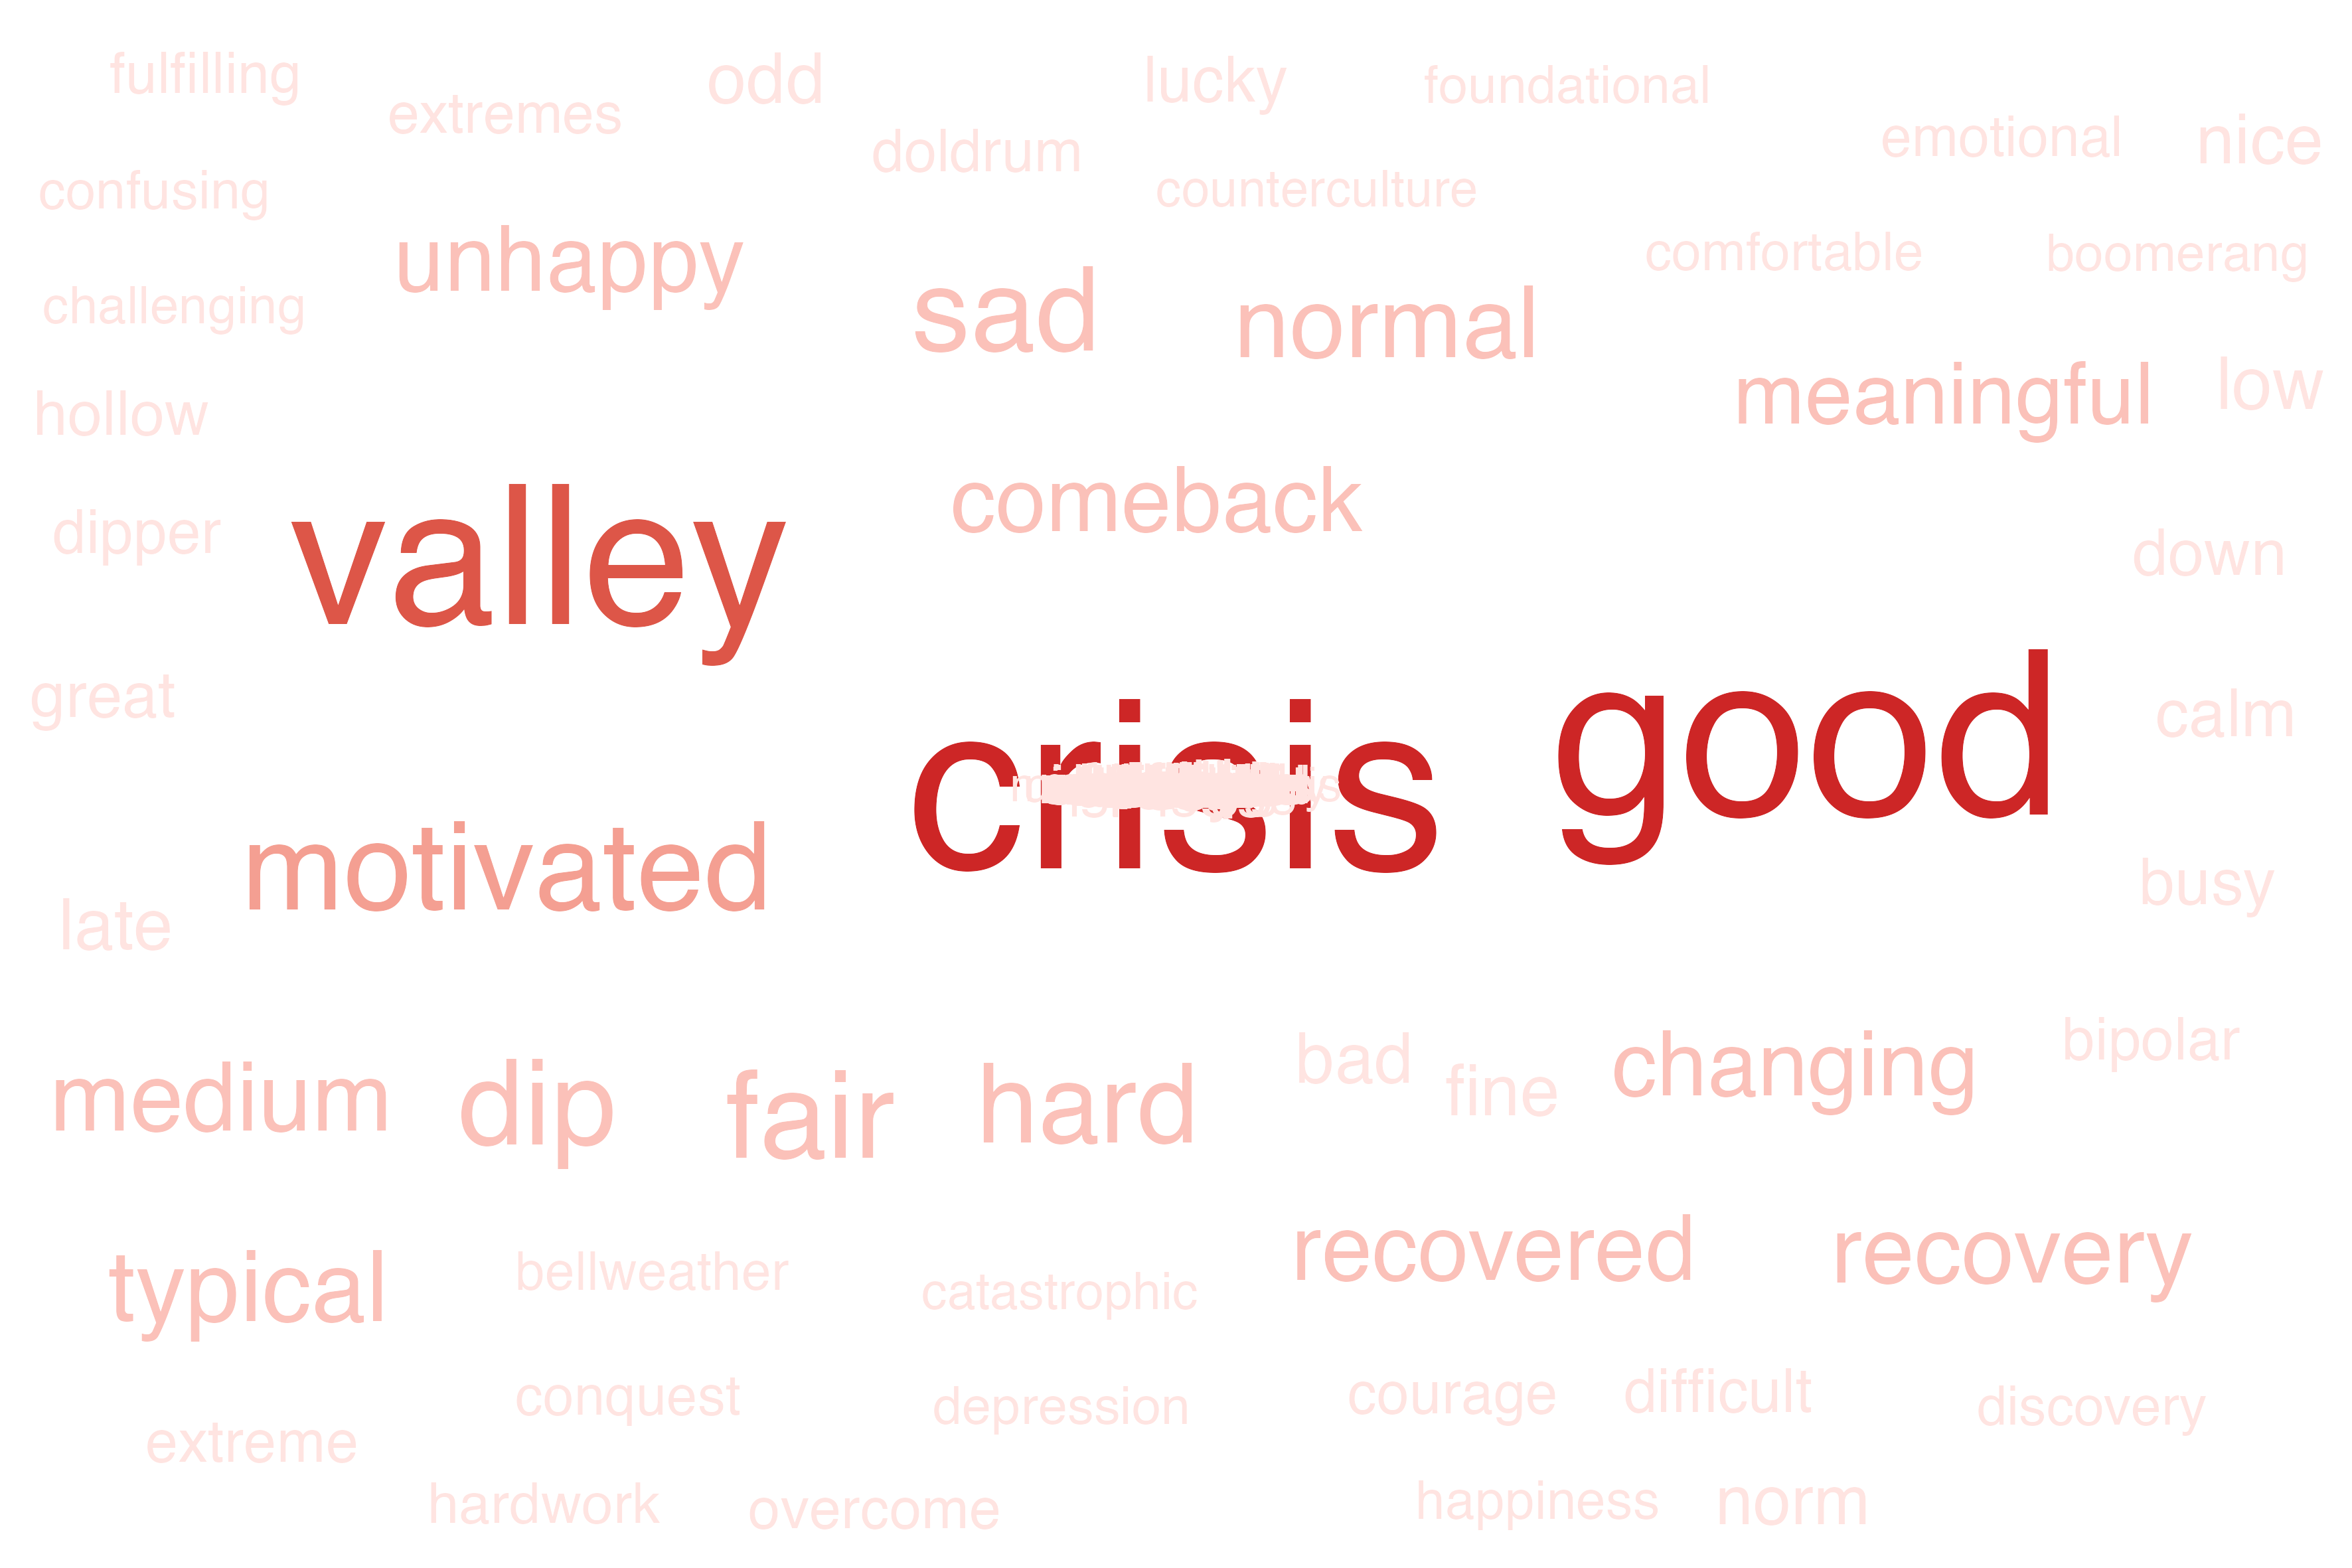 fulfilling
extremes
odd
lucky
foundational
doldrum
emotional
nice
confusing
counterculture
unhappy
comfortable
boomerang
challenging
sad
normal
meaningful
low
hollow
comeback
dipper
valley
down
great
crisis
good
calm
motivated
busy
late
medium
dip
fair
hard
bad
fine
changing
bipolar
typical
bellweather
catastrophic
recovered
recovery
conquest
depression
courage
difficult
discovery
extreme
hardwork
overcome
happiness
norm